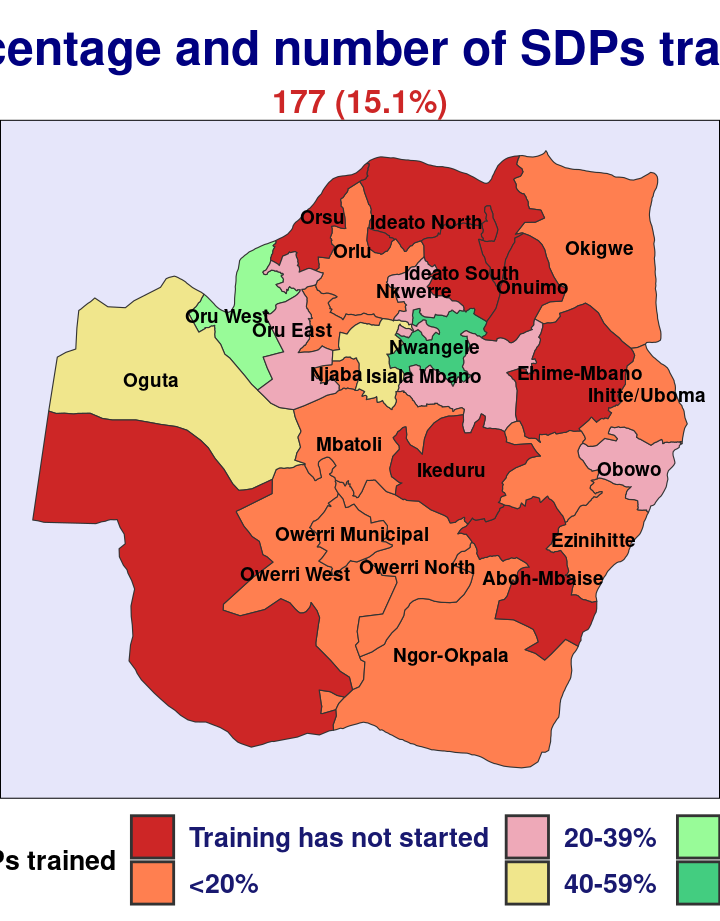 centage and number of SDPs tra
177 (15.1%)
Orsu
Ideato North
Orlu
Okigwe
Ideato South
Nkwerre
Onuimo
Oru West
Oru East
Nwangele
Njaba
Isiala Mbano
Ehime-Mbano
Oguta
Ihitte/Uboma
Mbatoli
Ikeduru
Obowo
Owerri Municipal
Ezinihitte
Owerri West
Owerri North
Aboh-Mbaise
Ngor-Okpala
Ps trained
Training has not started
20-39%
<20%
40-59%